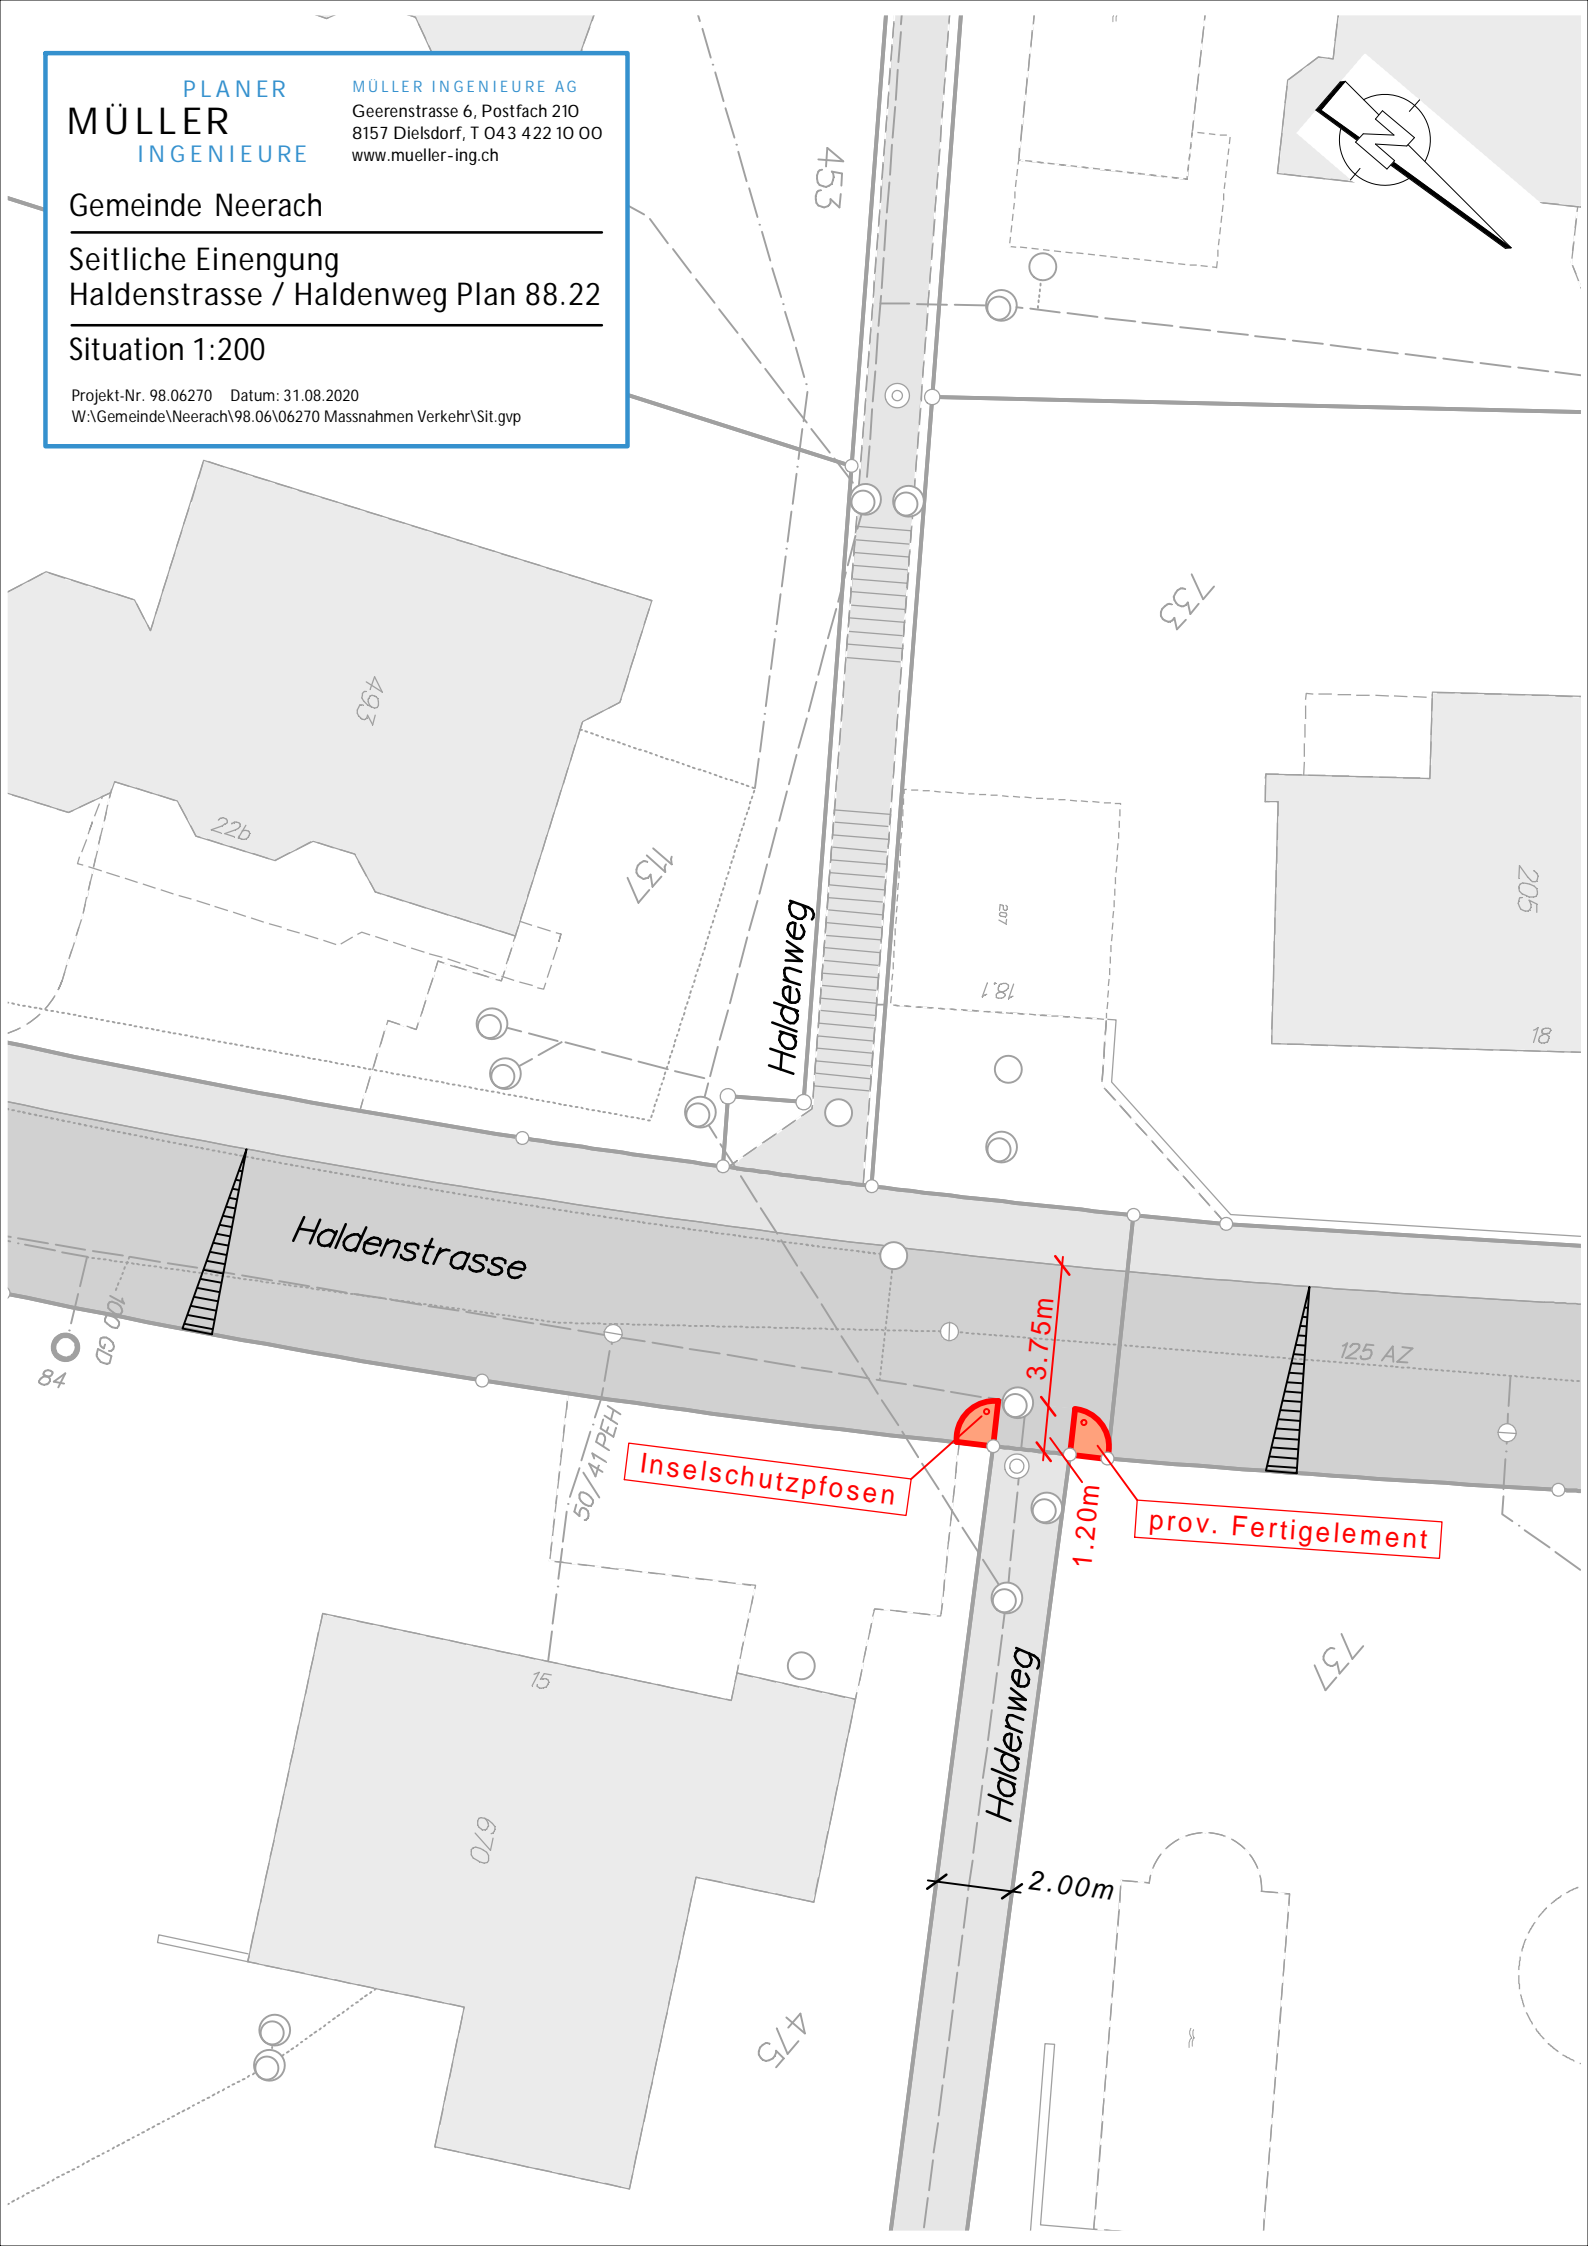 PLANER
MÜLLER
INGENIEURE
MÜLLER INGENIEURE AG
Geerenstrasse 6, Postfach 210
8157 Dielsdorf, T 043 422 10 00
www.mueller-ing.ch
Gemeinde Neerach
Seitliche Einengung
Haldenstrasse / Haldenweg Plan 88.22
Situation 1:200
Projekt-Nr. 98.06270 Datum: 31.08.2020
W:\Gemeinde\Neerach\98.06\06270 Massnahmen Verkehr\Sit.gvp
N
453
733
493
22b
1137
Haldenweg
207
18.1
205
18
Haldenstrasse
100 GD
84
3.75m
125 AZ
50/41 PEH
Inselschutzpfosen
1.20m
prov. Fertigelement
15
737
Haldenweg
670
2.00m
475